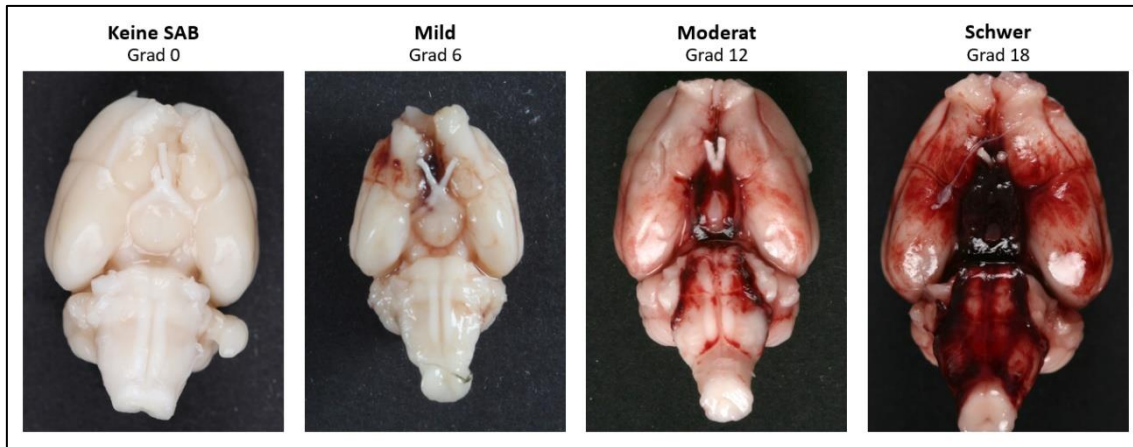 Keine SAB
Grad 0
Mild
Grad 6
Moderat
Grad 12
Schwer
Grad 18